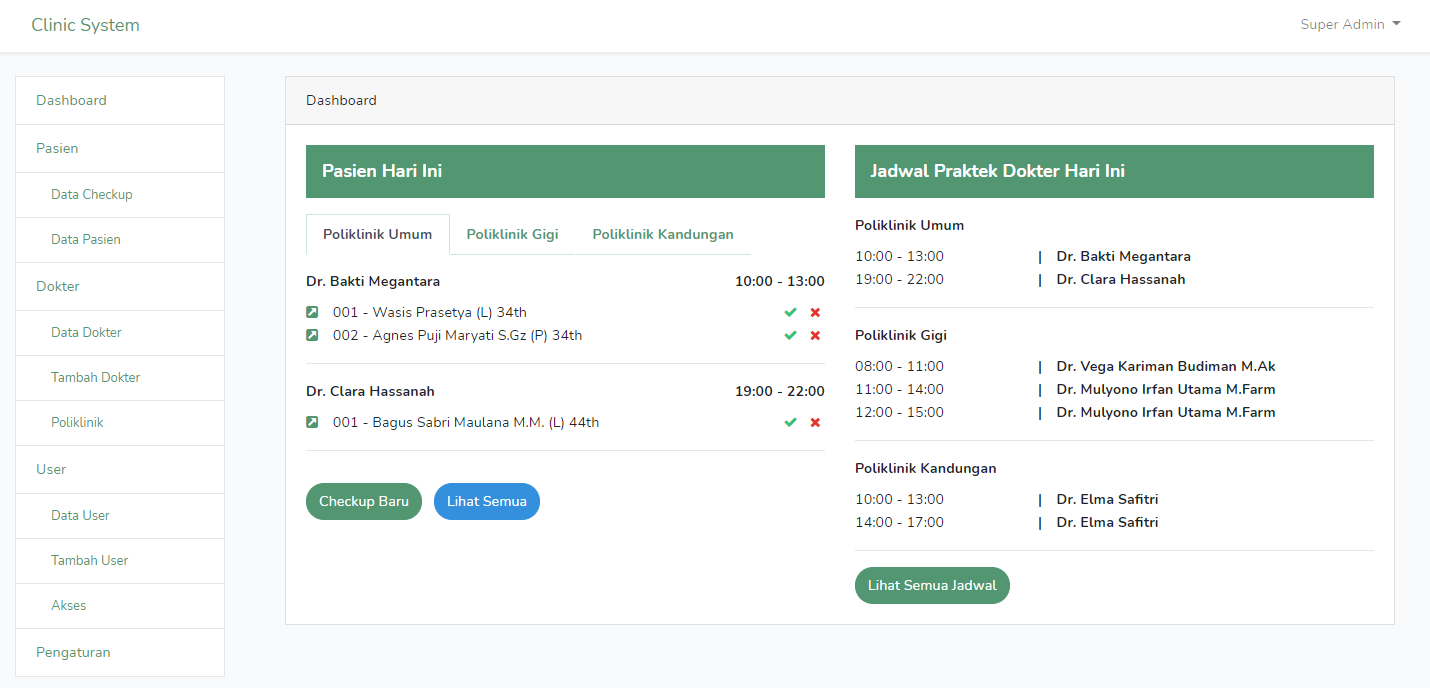 Clinic System
Super Admin
Dashboard
Pasien
Data Checkup
Data Pasien
Dokter
Data Dokter
Tambah Dokter
Poliklinik
User
Data User
Tambah User
Akses
Pengaturan
Dashboard
Pasien Hari Ini
Poliklinik Umum Poliklinik Gigi Poliklinik Kandungan
Dr. Bakti Megantara 10:00 - 13:00
001 - Wasis Prasetya (L) 34th
002 - Agnes Puji Maryati S.Gz (P) 34th
Dr. Clara Hassanah 19:00 - 22:00
001 - Bagus Sabri Maulana M.M. (L) 44th
Checkup Baru Lihat Semua
Jadwal Praktek Dokter Hari Ini
Poliklinik Umum
10:00 - 13:00 | Dr. Bakti Megantara
19:00 - 22:00 | Dr. Clara Hassanah
Poliklinik Gigi
08:00 - 11:00 | Dr. Vega Kariman Budiman M.Ak
11:00 - 14:00 | Dr. Mulyono Irfan Utama M.Farm
12:00 - 15:00 | Dr. Mulyono Irfan Utama M.Farm
Poliklinik Kandungan
10:00 - 13:00 | Dr. Elma Safitri
14:00 - 17:00 | Dr. Elma Safitri
Lihat Semua Jadwal